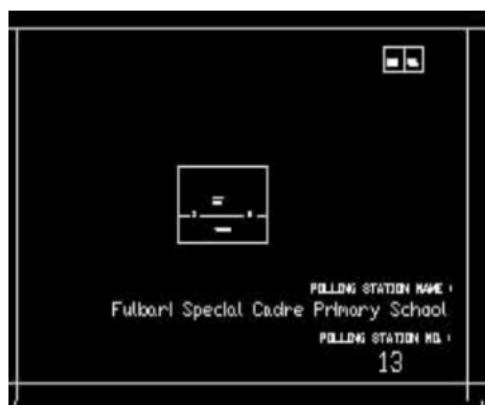 POLLING STATION NAME :
Fulbari Special Cadre Primary School
POLLING STATION NO. :
13